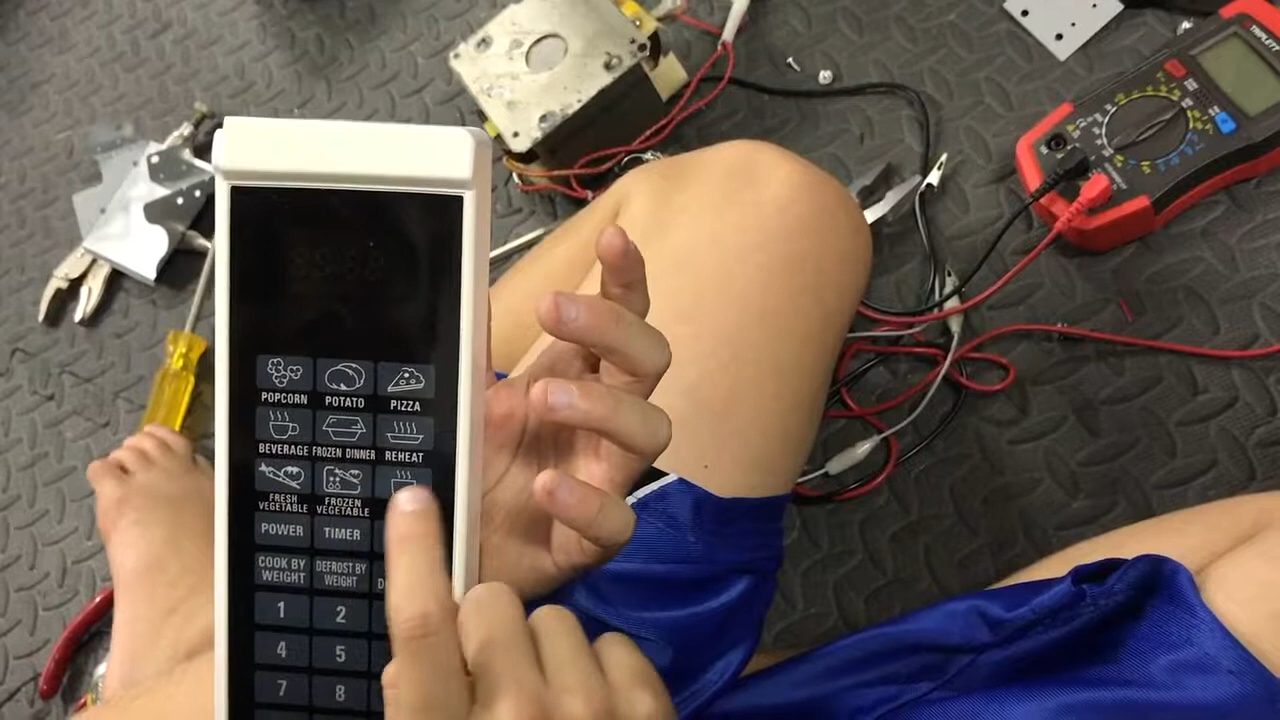 TRIPLETT
POPCORN POTATO PIZZA
BEVERAGE FROZEN DINNER REHEAT
FRESH VEGETABLE FROZEN VEGETABLE
POWER TIMER
COOK BY WEIGHT DEFROST BY WEIGHT D
1 2
4 5
7 8